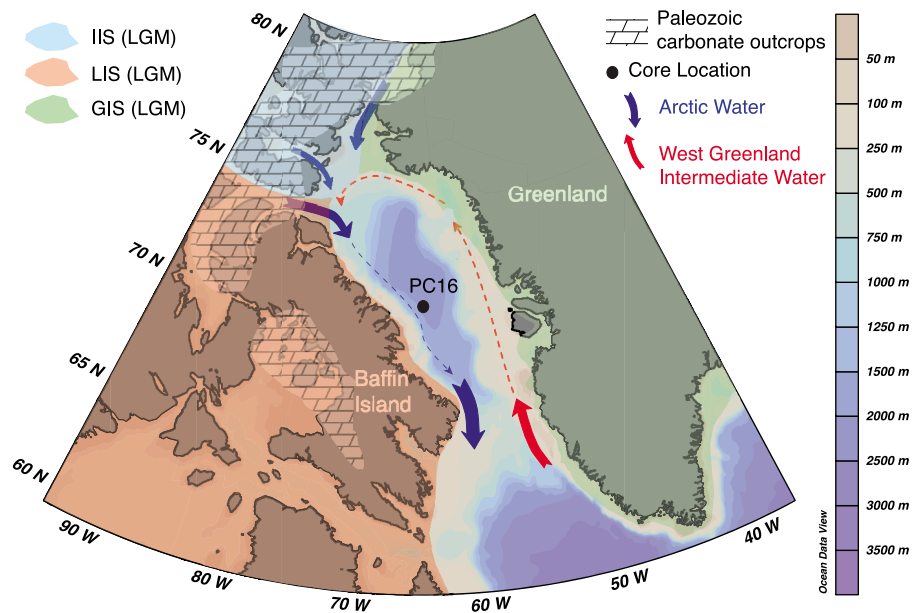 IIS (LGM)
LIS (LGM)
GIS (LGM)
Paleozoic
carbonate outcrops
Core Location
Arctic Water
West Greenland
Intermediate Water
80 N
75 N
70 N
65 N
60 N
90 W
80 W
70 W
60 W
50 W
40 W
Greenland
PC16
Baffin
Island
50 m
100 m
250 m
500 m
750 m
1000 m
1250 m
1500 m
2000 m
2500 m
3000 m
3500 m
Ocean Data View